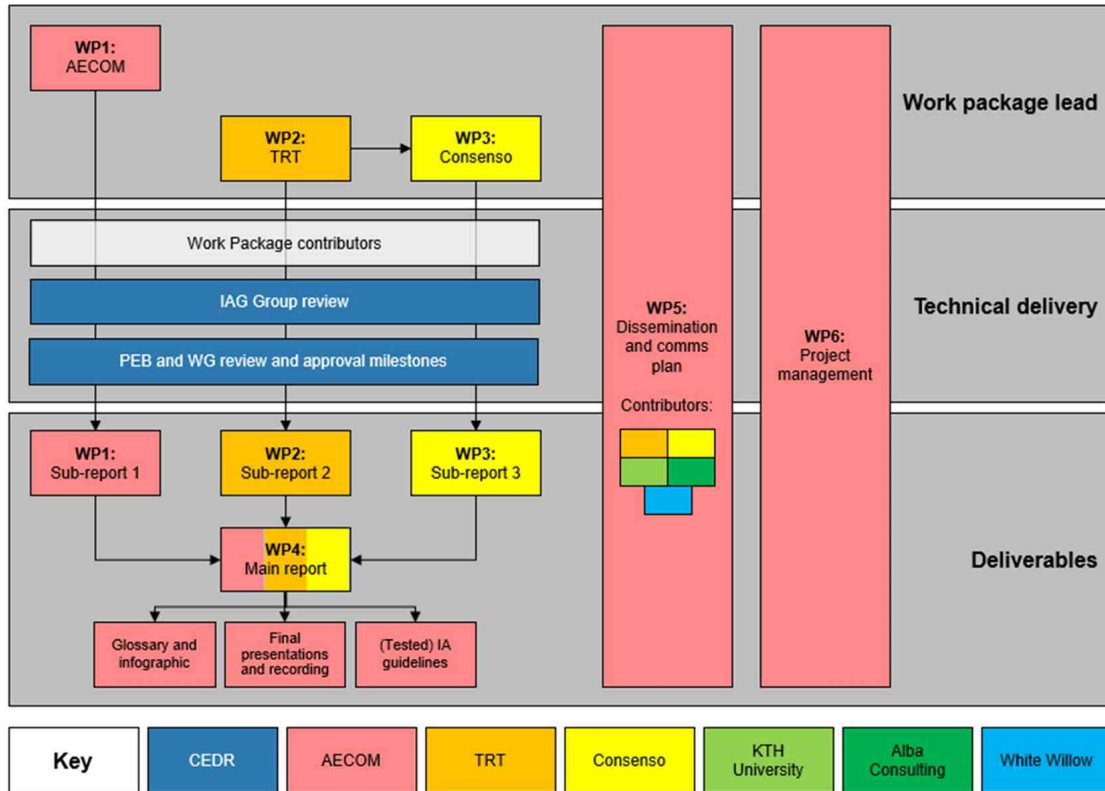 WP1:
AECOM
Work package lead
WP2:
TRT
WP3:
Consenso
Work Package contributors
IAG Group review
PEB and WG review and approval milestones
Technical delivery
WP5:
Dissemination
and comms
plan
Contributors:
WP6:
Project
management
WP1:
Sub-report 1
WP2:
Sub-report 2
WP3:
Sub-report 3
WP4:
Main report
Deliverables
Glossary and
infographic
Final
presentations
and recording
(Tested) IA
guidelines
Key
CEDR
AECOM
TRT
Consenso
KTH
University
Alba
Consulting
White Willow